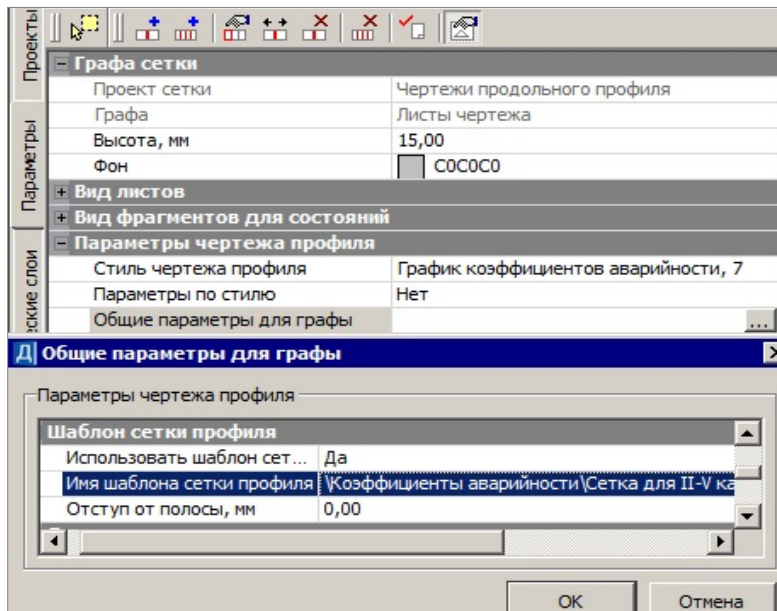 Проекты
Параметры
еские слои
Графа сетки
Проект сетки Чертежи продольного профиля
Графа Листы чертежа
Высота, мм 15,00
Фон C0C0C0
Вид листов
Вид фрагментов для состояний
Параметры чертежа профиля
Стиль чертежа профиля График коэффициентов аварийности, 7
Параметры по стилю Нет
Общие параметры для графы ...
Д Общие параметры для графы
Параметры чертежа профиля
Шаблон сетки профиля
Использовать шаблон сет... Да
Имя шаблона сетки профиля \Коэффициенты аварийности\Сетка для II-V ка
Отступ от полосы, мм 0,00
ОК Отмена